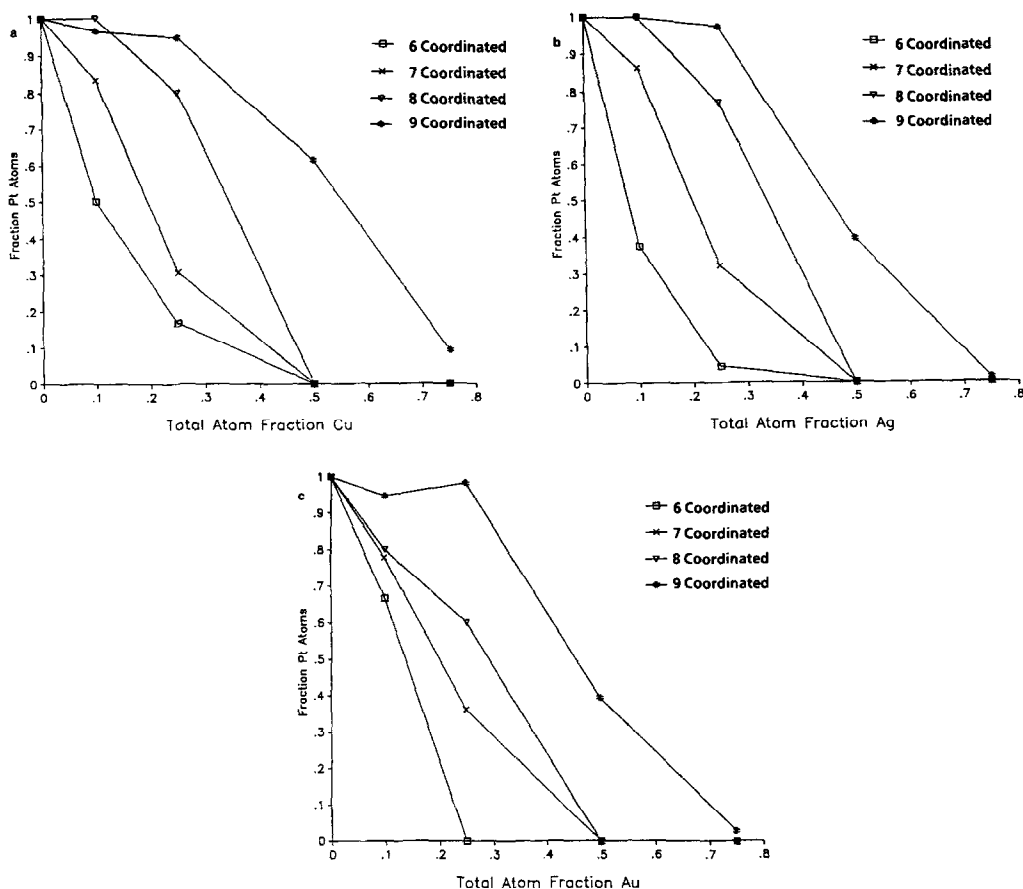 a
1
.9
.8
.7
.6
.5
.4
.3
.2
.1
0
Fraction Pt Atoms
0 .1 .2 .3 .4 .5 .6 .7 .8
Total Atom Fraction Cu
6 Coordinated
7 Coordinated
8 Coordinated
9 Coordinated
b
1
.9
.8
.7
.6
.5
.4
.3
.2
.1
0
Fraction Pt Atoms
0 .1 .2 .3 .4 .5 .6 .7 .8
Total Atom Fraction Ag
6 Coordinated
7 Coordinated
8 Coordinated
9 Coordinated
c
1
.9
.8
.7
.6
.5
.4
.3
.2
.1
0
Fraction Pt Atoms
0 .1 .2 .3 .4 .5 .6 .7 .8
Total Atom Fraction Au
6 Coordinated
7 Coordinated
8 Coordinated
9 Coordinated